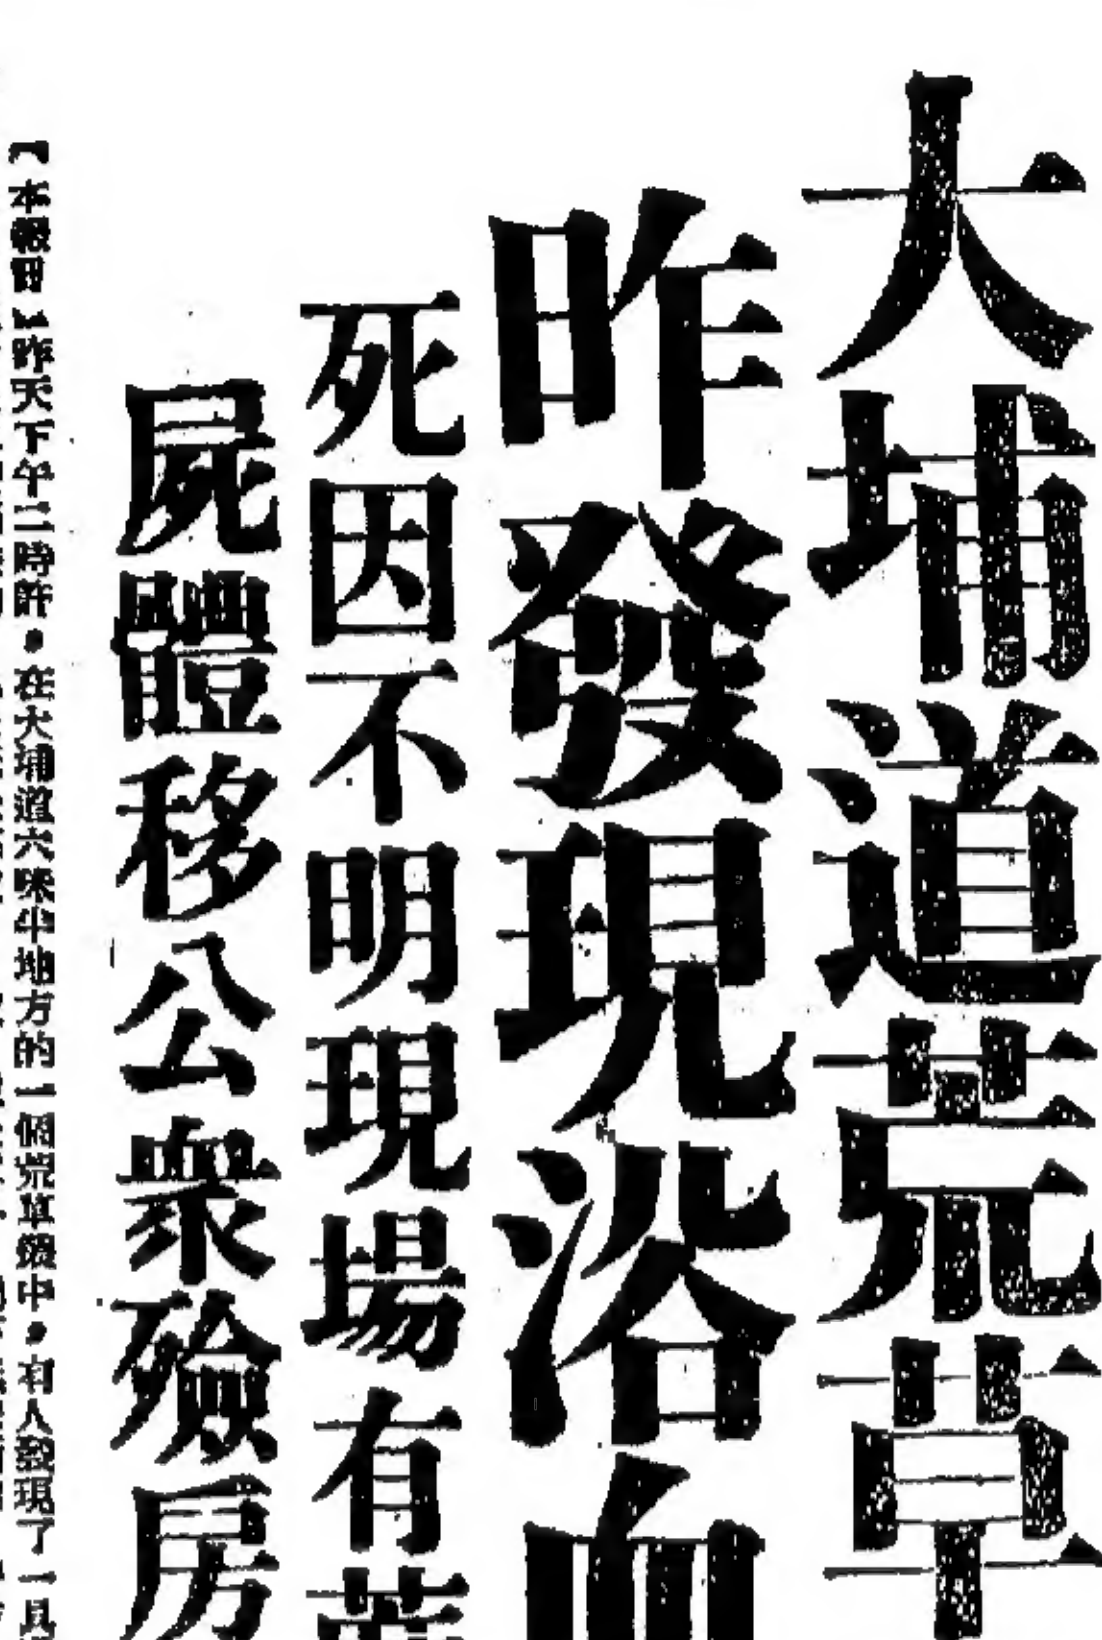 大埔道荒草
昨發現浴血
死因不明現場有
屍體移公衆殮房
【本報訊】昨天下午二時許，在大埔道六咪半地方的一個荒草叢中，有人發現了一具